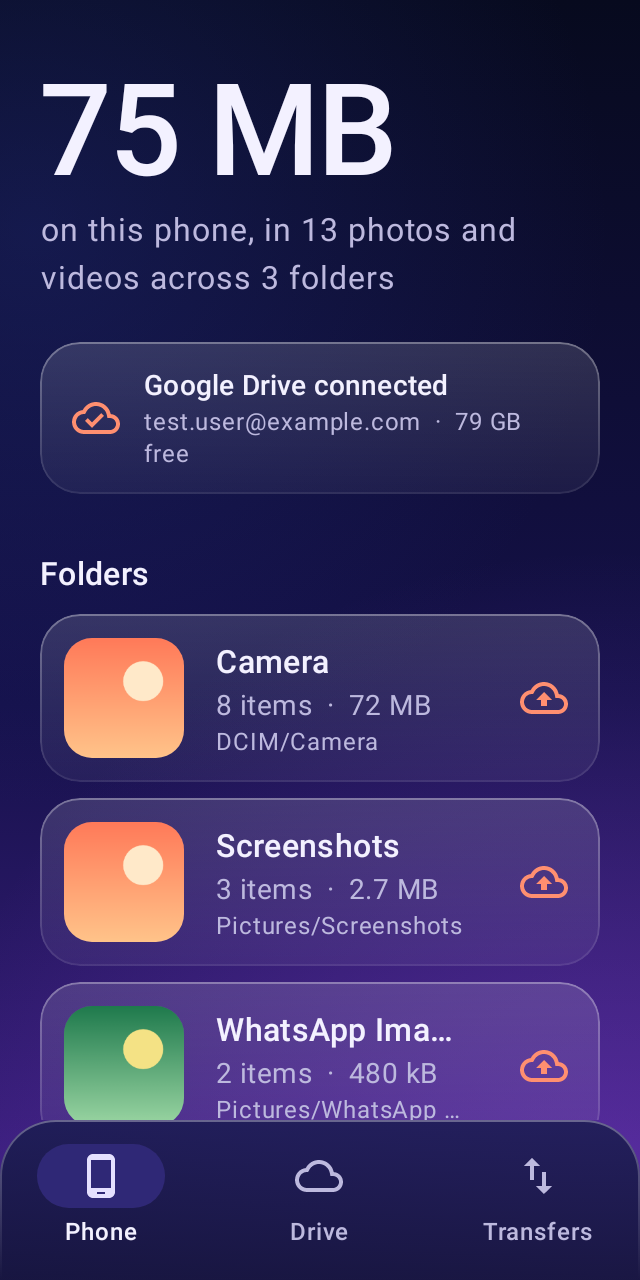 75 MB
on this phone, in 13 photos and
videos across 3 folders
Google Drive connected
test.user@example.com · 79 GB
free
Folders
Camera
8 items · 72 MB
DCIM/Camera
Screenshots
3 items · 2.7 MB
Pictures/Screenshots
WhatsApp Ima…
2 items · 480 kB
Pictures/WhatsApp …
Phone
Drive
Transfers